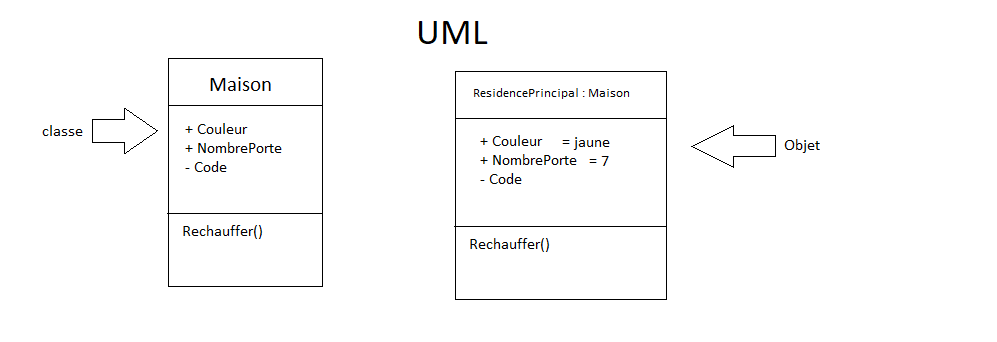 UML
classe
Maison
+ Couleur
+ NombrePorte
- Code
Rechauffer()
ResidencePrincipal : Maison
+ Couleur = jaune
+ NombrePorte = 7
- Code
Rechauffer()
Objet